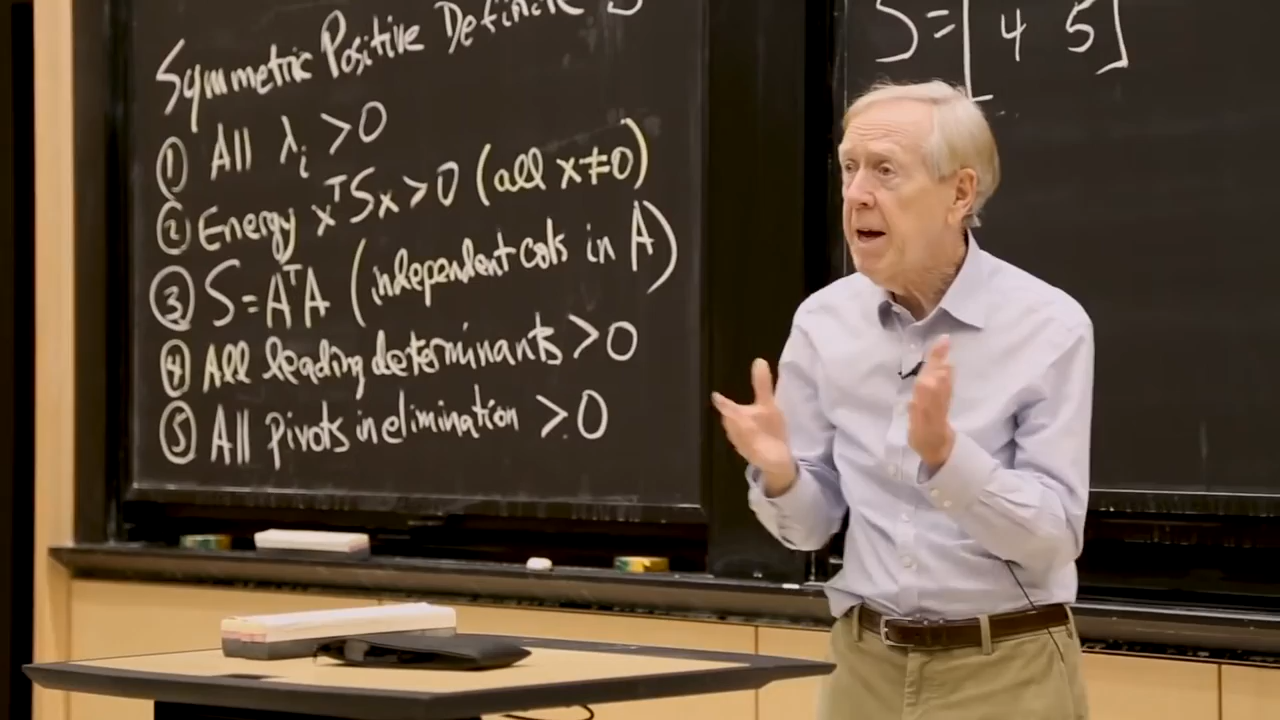 Symmetric Positive Definite S
① All λᵢ >0
② Energy xᵀSx>0 (all x≠0)
③ S=AᵀA (independent cols in A)
④ All leading determinants >0
⑤ All pivots in elimination >0
S=[
4 5]